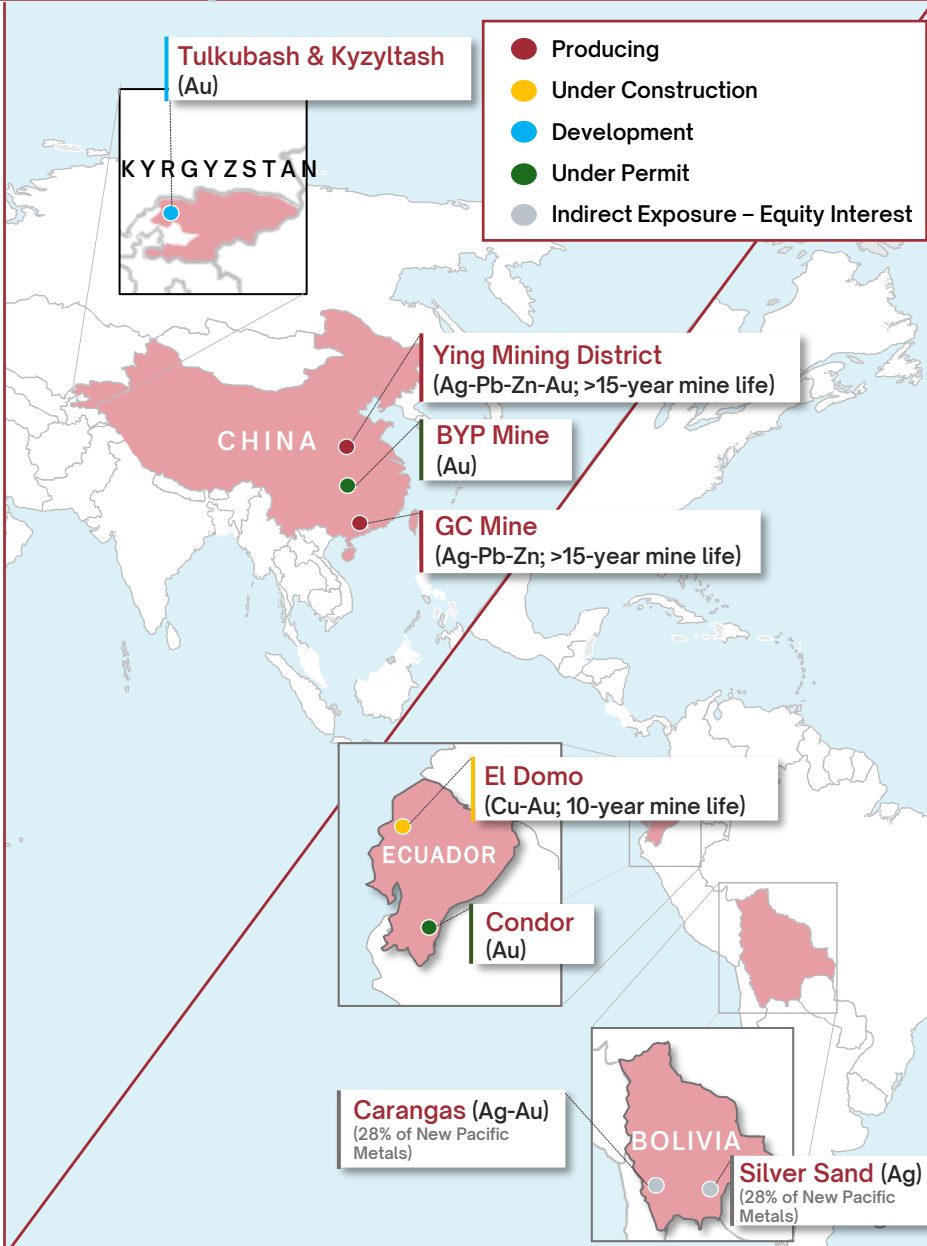 Tulkubash & Kyzyltash
(Au)
KYRGYZSTAN
Producing
Under Construction
Development
Under Permit
Indirect Exposure – Equity Interest
Ying Mining District
(Ag-Pb-Zn-Au; >15-year mine life)
CHINA
BYP Mine
(Au)
GC Mine
(Ag-Pb-Zn; >15-year mine life)
El Domo
(Cu-Au; 10-year mine life)
ECUADOR
Condor
(Au)
Carangas (Ag-Au)
(28% of New Pacific
Metals)
BOLIVIA
Silver Sand (Ag)
(28% of New Pacific
Metals)